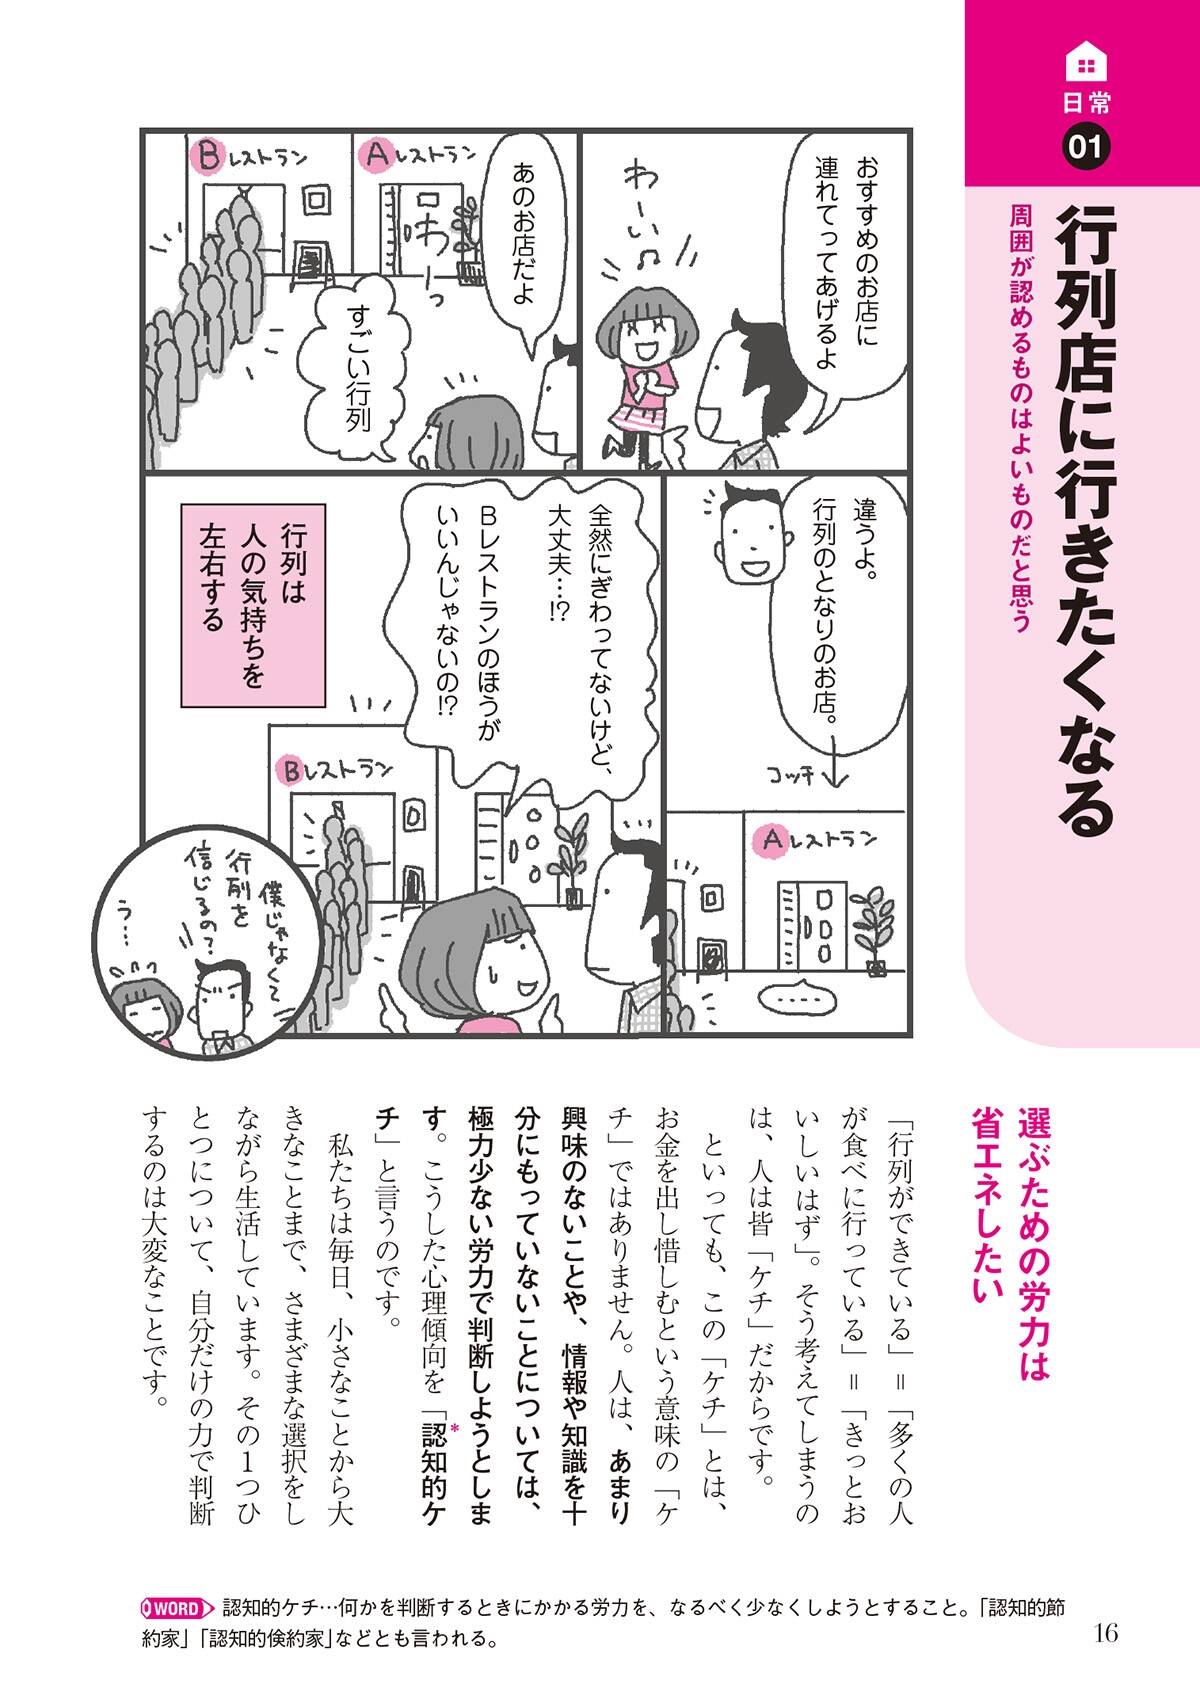 日常
01
行列店に行きたくなる
周囲が認めるものはよいものだと思う
おすすめのお店に
連れてってあげるよ
わーい♫
あのお店だよ
Aレストラン
Bレストラン
わーっ
すごい行列
違うよ。
行列のとなりのお店。
コッチ
Aレストラン
‥‥
全然にぎわってないけど、
大丈夫…!?
Bレストランのほうが
いいんじゃないの!?
Bレストラン
行列は
人の気持ちを
左右する
僕じゃなくて
行列を
信じるの?
う…
選ぶための労力は
省エネしたい
「行列ができている」=「多くの人
が食べに行っている」=「きっとお
いしいはず」。そう考えてしまうの
は、人は皆「ケチ」だからです。
といっても、この「ケチ」とは、
お金を出し惜しむという意味の「ケ
チ」ではありません。人は、あまり
興味のないことや、情報や知識を十
分にもっていないことについては、
極力少ない労力で判断しようとしま
す。こうした心理傾向を「認知的ケ
チ」と言うのです。
*
私たちは毎日、小さなことから大
きなことまで、さまざまな選択をし
ながら生活しています。その1つひ
とつについて、自分だけの力で判断
するのは大変なことです。
WORD 認知的ケチ…何かを判断するときにかかる労力を、なるべく少なくしようとすること。「認知的節
約家」「認知的倹約家」などとも言われる。
16